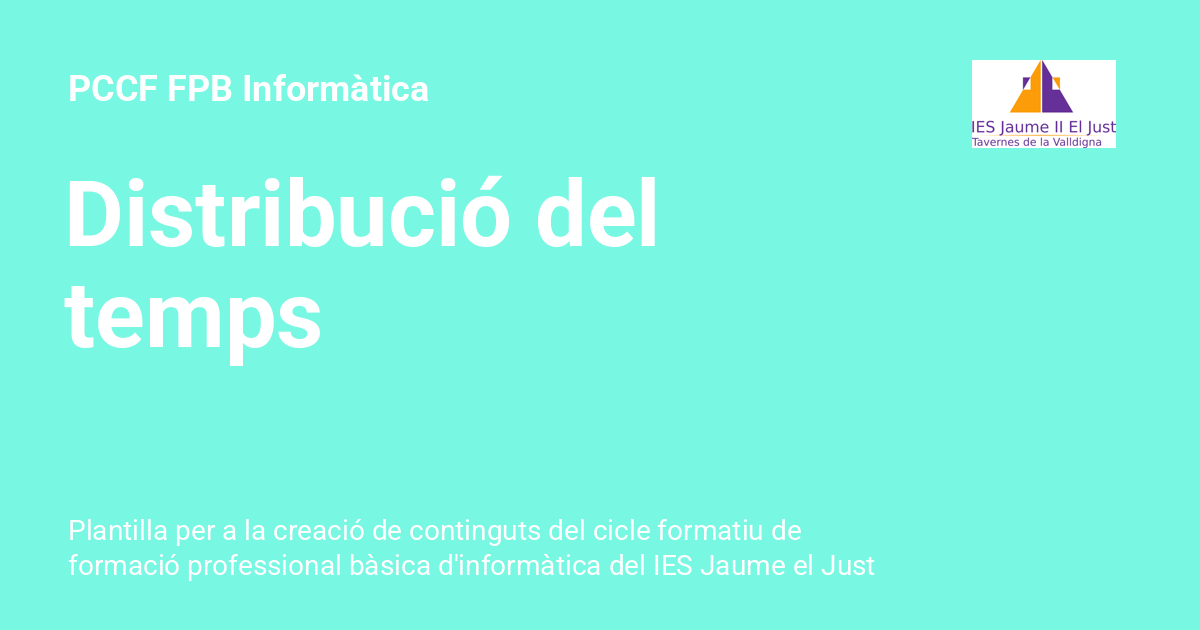 PCCF FPB Informàtica
IES Jaume II El Just
Tavernes de la Valldigna
Distribució del
temps
Plantilla per a la creació de continguts del cicle formatiu de
formació professional bàsica d'informàtica del IES Jaume el Just